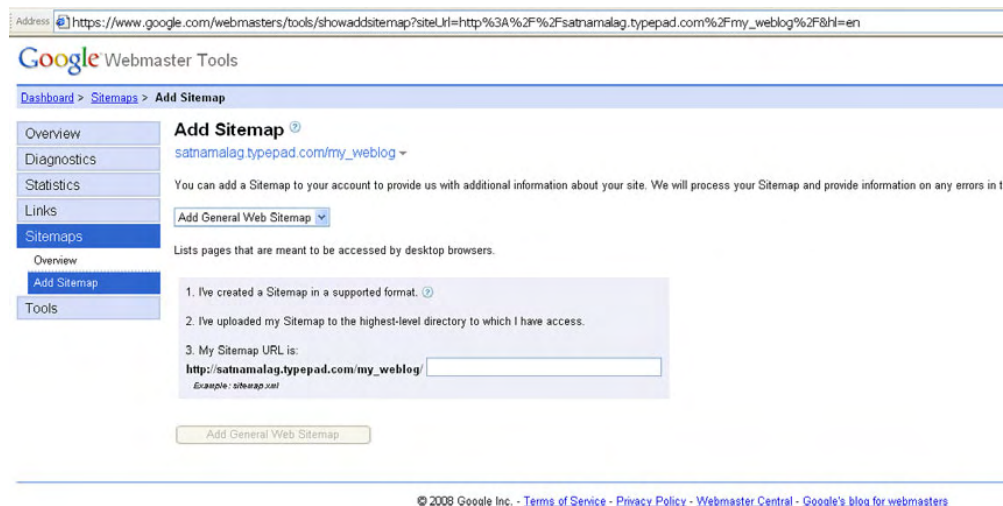 Address https://www.google.com/webmasters/tools/showaddsitemap?siteUrl=http%3A%2F%2Fsatnamalag.typepad.com%2Fmy_weblog%2F&hl=en
Google Webmaster Tools
Dashboard > Sitemaps > Add Sitemap
Overview
Diagnostics
Statistics
Links
Sitemaps
Overview
Add Sitemap
Tools
Add Sitemap ?
satnamalag.typepad.com/my_weblog
You can add a Sitemap to your account to provide us with additional information about your site. We will process your Sitemap and provide information on any errors in t
Add General Web Sitemap
Lists pages that are meant to be accessed by desktop browsers.
1. I've created a Sitemap in a supported format. ?
2. I've uploaded my Sitemap to the highest-level directory to which I have access.
3. My Sitemap URL is:
http://satnamalag.typepad.com/my_weblog/
Example: sitemap.xml
Add General Web Sitemap
© 2008 Google Inc. - Terms of Service - Privacy Policy - Webmaster Central - Google's blog for webmasters